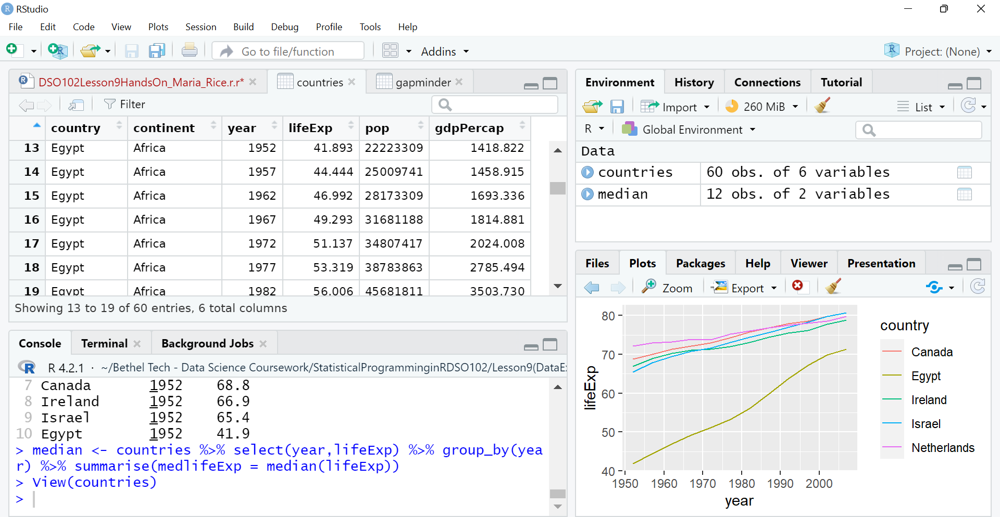 RStudio
File Edit Code View Plots Session Build Debug Profile Tools Help
Go to file/function Addins Project: (None)
DSO102Lesson9HandsOn_Maria_Rice.r.r* countries gapminder
Filter
country continent year lifeExp pop gdpPercap
13 Egypt Africa 1952 41.893 22223309 1418.822
14 Egypt Africa 1957 44.444 25009741 1458.915
15 Egypt Africa 1962 46.992 28173309 1693.336
16 Egypt Africa 1967 49.293 31681188 1814.881
17 Egypt Africa 1972 51.137 34807417 2024.008
18 Egypt Africa 1977 53.319 38783863 2785.494
19 Egypt Africa 1982 56.006 45681811 3503.730
Showing 13 to 19 of 60 entries, 6 total columns
Console Terminal Background Jobs
R 4.2.1 · ~/Bethel Tech - Data Science Coursework/StatisticalProgramminginRDSO102/Lesson9(DataEx
7 Canada 1952 68.8
8 Ireland 1952 66.9
9 Israel 1952 65.4
10 Egypt 1952 41.9
> median <- countries %>% select(year,lifeExp) %>% group_by(yea
r) %>% summarise(medlifeExp = median(lifeExp))
> View(countries)
>
Environment History Connections Tutorial
Import 260 MiB List
R Global Environment
Data
countries 60 obs. of 6 variables
median 12 obs. of 2 variables
Files Plots Packages Help Viewer Presentation
Zoom Export
80
70
60
50
40
lifeExp
1950 1960 1970 1980 1990 2000
year
country
Canada
Egypt
Ireland
Israel
Netherlands